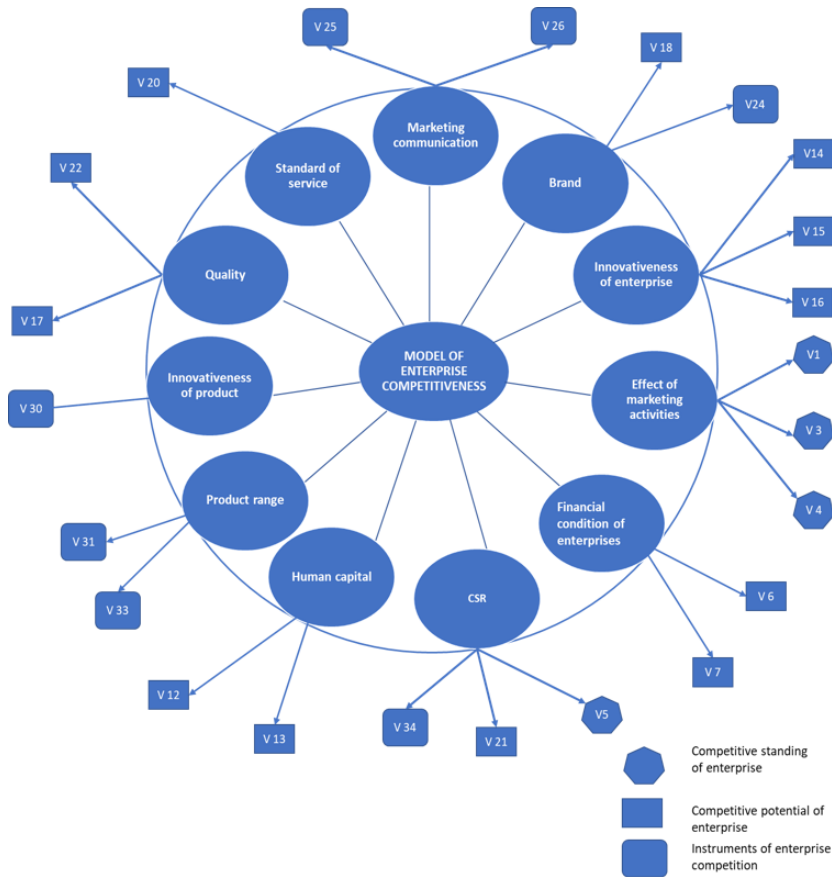 V 25
V 26
V 18
V 20
V24
Marketing
communication
V14
V 22
Standard of
service
Brand
V 15
Quality
Innovativeness
of enterprise
V 16
V 17
MODEL OF
ENTERPRISE
COMPETITIVENESS
V1
Innovativeness
of product
Effect of
marketing
activities
V 30
V 3
Product range
Financial
condition of
enterprises
V 4
V 31
Human capital
CSR
V 33
V 6
V 7
V 12
V 13
V 34
V 21
V5
Competitive standing
of enterprise
Competitive potential of
enterprise
Instruments of enterprise
competition